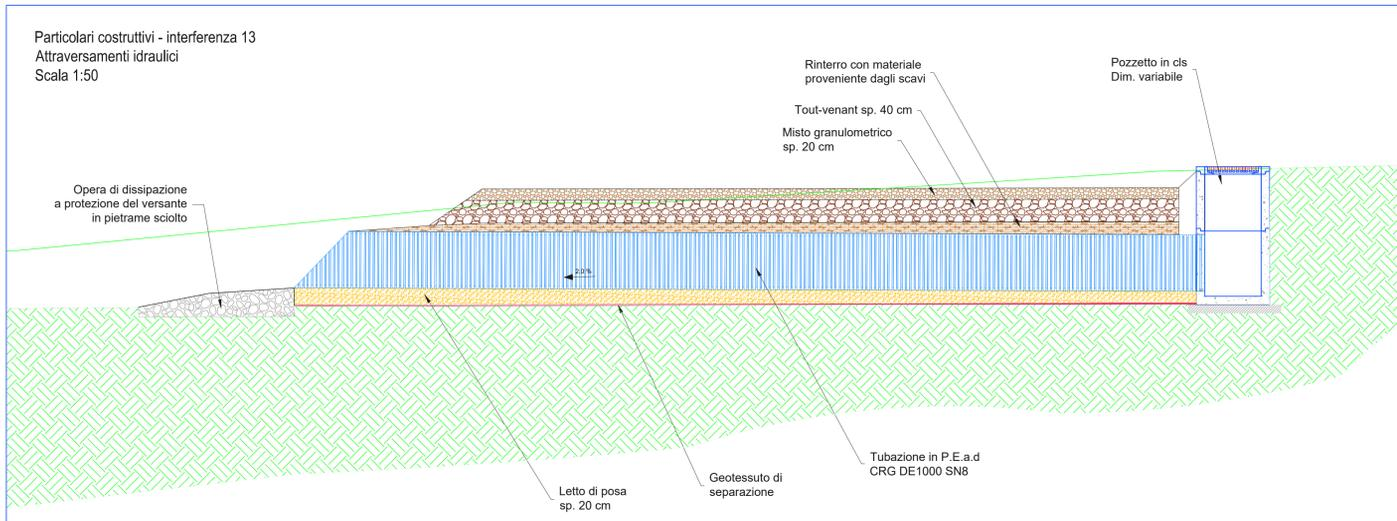 Particolari costruttivi - interferenza 13
Attraversamenti idraulici
Scala 1:50
Rinterro con materiale
proveniente dagli scavi
Pozzetto in cls
Dim. variabile
Tout-venant sp. 40 cm
Misto granulometrico
sp. 20 cm
Opera di dissipazione
a protezione del versante
in pietrame sciolto
2,0 %
Tubazione in P.E.a.d
CRG DE1000 SN8
Geotessuto di
separazione
Letto di posa
sp. 20 cm